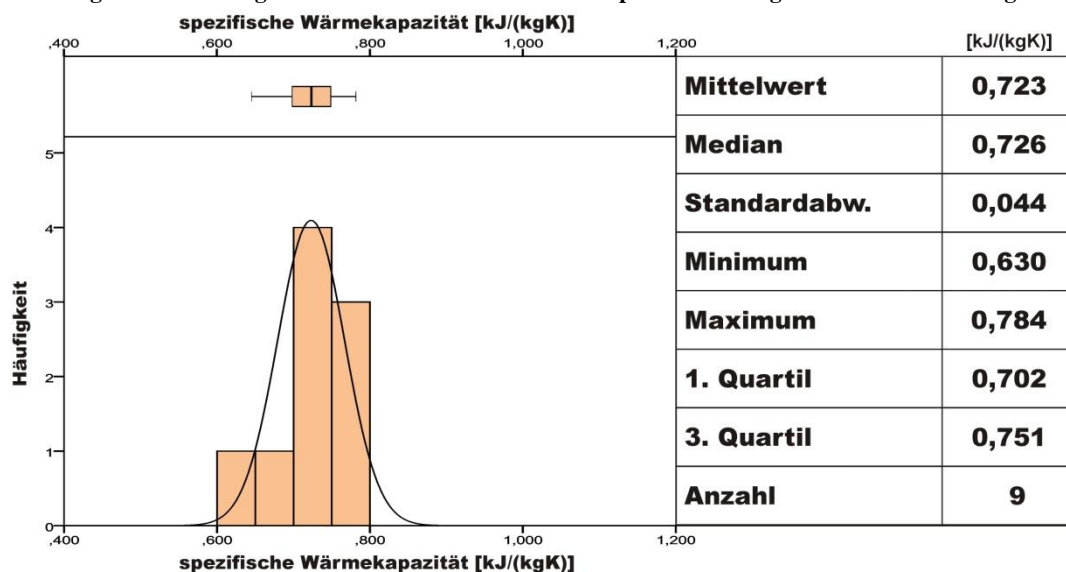 spezifische Wärmekapazität [kJ/(kgK)]
,400 ,600 ,800 1,000 1,200
[kJ/(kgK)]
Mittelwert 0,723
Median 0,726
Standardabw. 0,044
Minimum 0,630
Maximum 0,784
1. Quartil 0,702
3. Quartil 0,751
Anzahl 9
Häufigkeit
5
4
3
2
1
0
,400 ,600 ,800 1,000 1,200
spezifische Wärmekapazität [kJ/(kgK)]